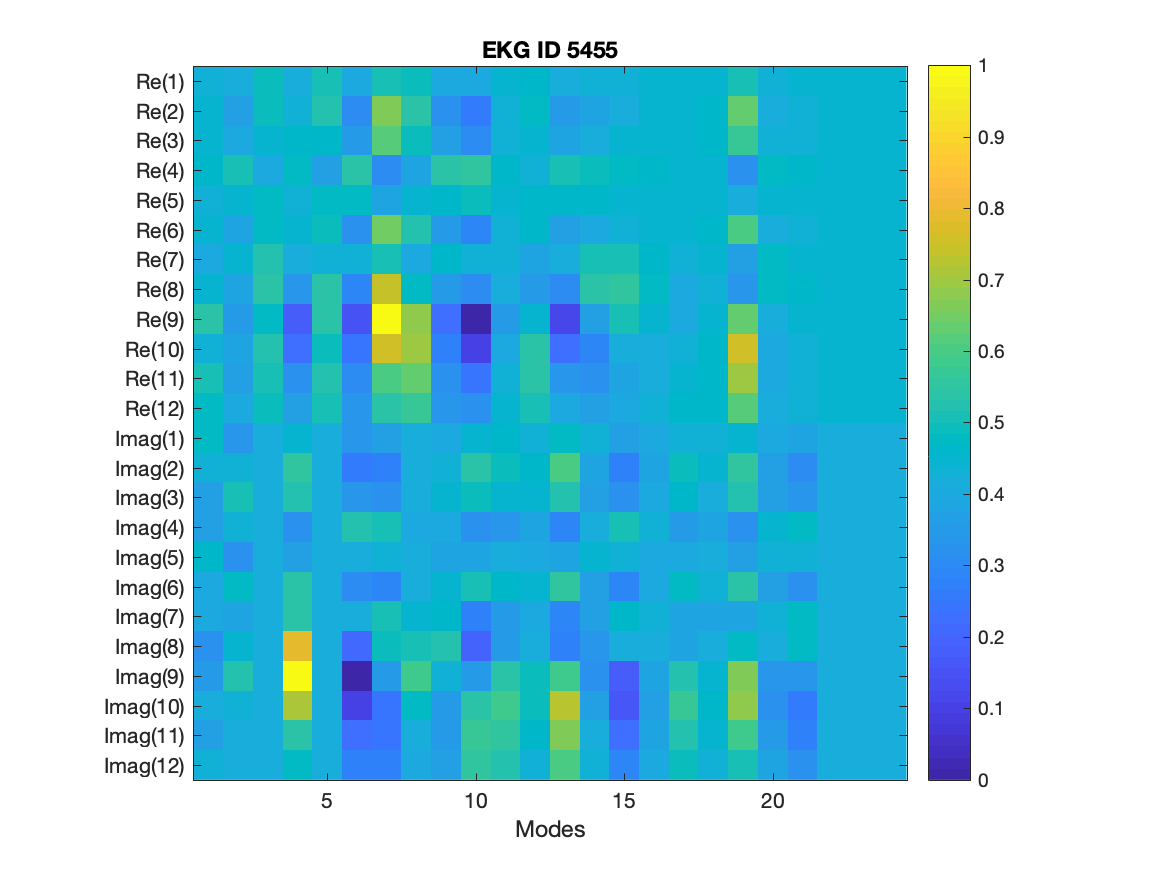 EKG ID 5455
Re(1)
Re(2)
Re(3)
Re(4)
Re(5)
Re(6)
Re(7)
Re(8)
Re(9)
Re(10)
Re(11)
Re(12)
Imag(1)
Imag(2)
Imag(3)
Imag(4)
Imag(5)
Imag(6)
Imag(7)
Imag(8)
Imag(9)
Imag(10)
Imag(11)
Imag(12)
5 10 15 20
Modes
1
0.9
0.8
0.7
0.6
0.5
0.4
0.3
0.2
0.1
0